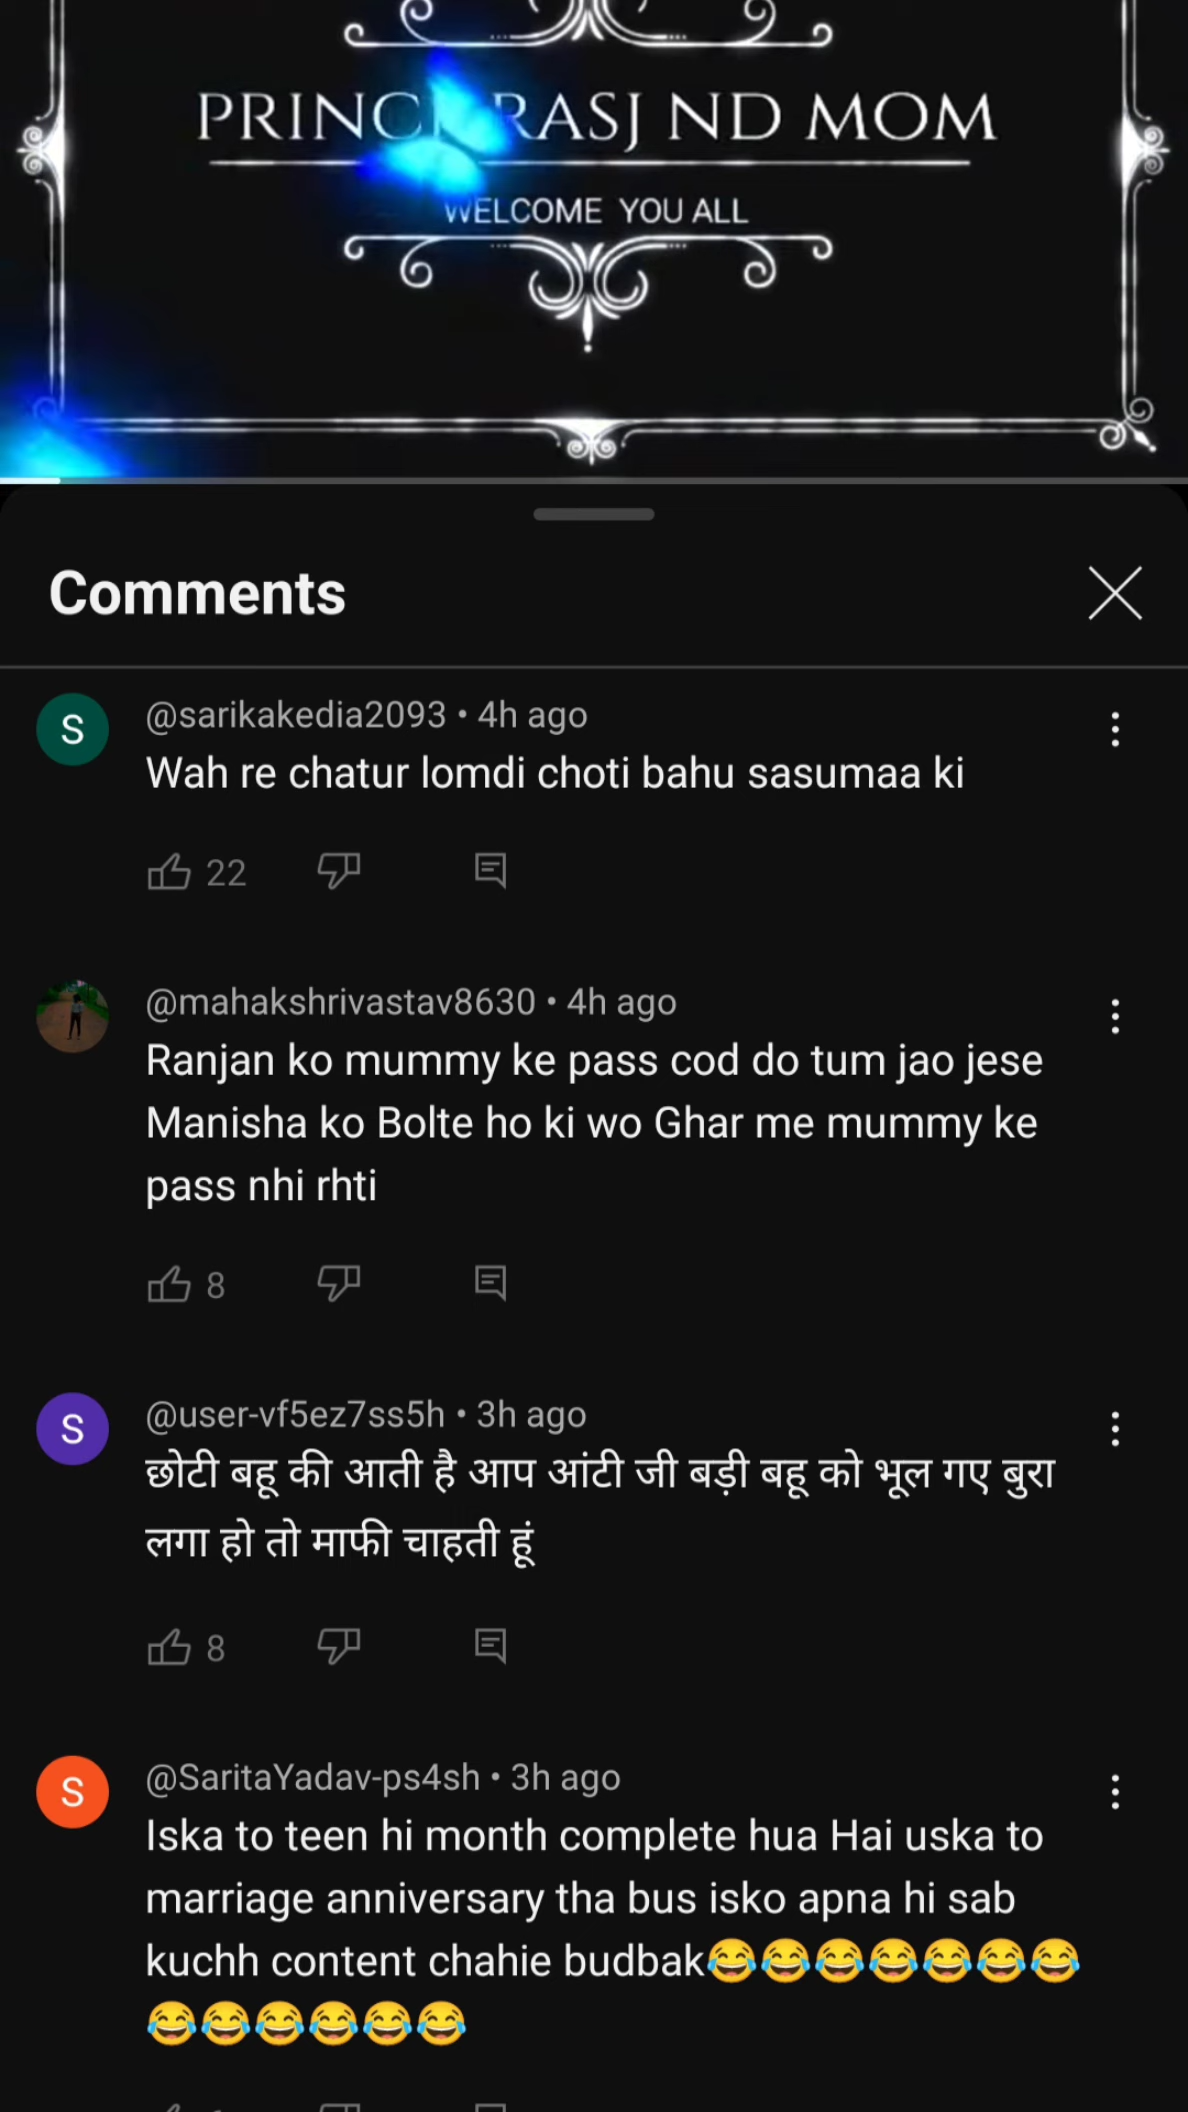 RASJ ND MOM
WELCOME YOU ALL
Comments
S
@sarikakedia2093 • 4h ago
Wah re chatur lomdi choti bahu sasumaa ki
22
@mahakshrivastav8630 • 4h ago
Ranjan ko mummy ke pass cod do tum jao jese
Manisha ko Bolte ho ki wo Ghar me mummy ke
pass nhi rhti
8
S
@user-vf5ez7ss5h • 3h ago
छोटी बहू की आती है आप आंटी जी बड़ी बहू को भूल गए बुरा
लगा हो तो माफी चाहती हूं
8
S
@SaritaYadav-ps4sh • 3h ago
Iska to teen hi month complete hua Hai uska to
marriage anniversary tha bus isko apna hi sab
kuchh content chahie budbak😂😂😂😂😂😂😂
😂😂😂😂😂😂